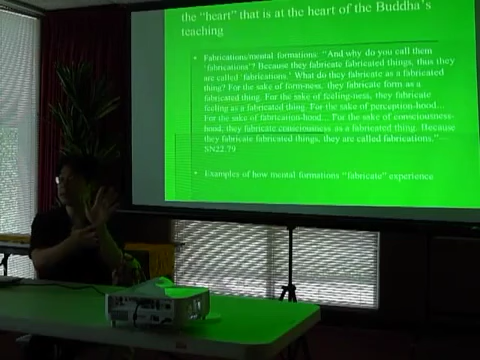 the "heart" that is at the heart of the Buddha's
teaching
• Fabrications/mental formations: "And why do you call them
'fabrications'? Because they fabricate fabricated things, thus they
are called 'fabrications.' What do they fabricate as a fabricated
thing? For the sake of form-ness, they fabricate form as a
fabricated thing. For the sake of feeling-ness, they fabricate
feeling as a fabricated thing. For the sake of perception-hood...
For the sake of fabrication-hood... For the sake of consciousness-
hood, they fabricate consciousness as a fabricated thing. Because
they fabricate fabricated things, they are called fabrications."
SN22.79
• Examples of how mental formations "fabricate" experience